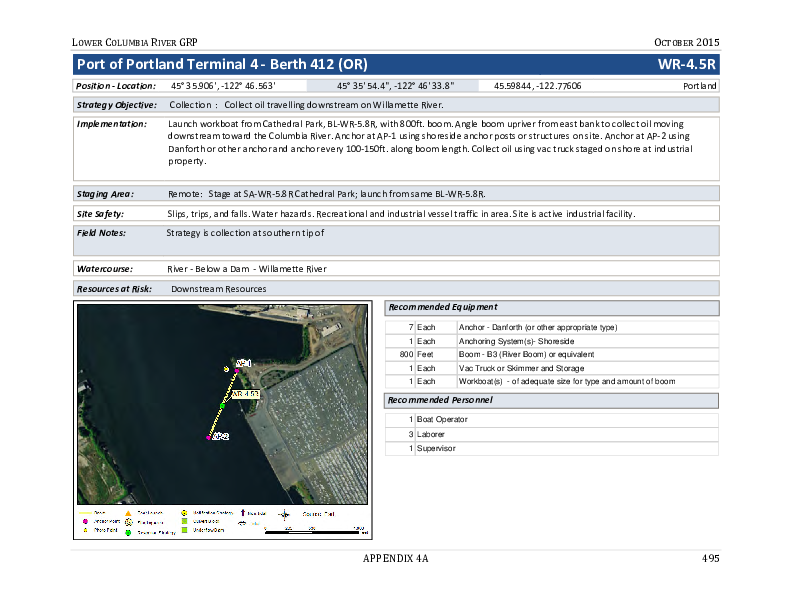 LOWER COLUMBIA RIVER GRP OCTOBER 2015
Port of Portland Terminal 4 - Berth 412 (OR) WR-4.5R
Position - Location: 45° 35.906', -122° 46.563' 45° 35' 54.4", -122° 46' 33.8" 45.59844, -122.77606 Portland
Strategy Objective: Collection : Collect oil travelling downstream on Willamette River.
Implementation: Launch workboat from Cathedral Park, BL-WR-5.8R, with 800ft. boom. Angle boom upriver from east bank to collect oil moving
downstream toward the Columbia River. Anchor at AP-1 using shoreside anchor posts or structures on site. Anchor at AP-2 using
Danforth or other anchor and anchor every 100-150ft. along boom length. Collect oil using vac truck staged on shore at industrial
property.
Staging Area: Remote: Stage at SA-WR-5.8R Cathedral Park; launch from same BL-WR-5.8R.
Site Safety: Slips, trips, and falls. Water hazards. Recreational and industrial vessel traffic in area. Site is active industrial facility.
Field Notes: Strategy is collection at southern tip of
Watercourse: River - Below a Dam - Willamette River
Resources at Risk: Downstream Resources
Recommended Equipment
7 Each Anchor - Danforth (or other appropriate type)
1 Each Anchoring System(s)- Shoreside
800 Feet Boom - B3 (River Boom) or equivalent
1 Each Vac Truck or Skimmer and Storage
1 Each Workboat(s) - of adequate size for type and amount of boom
Recommended Personnel
1 Boat Operator
3 Laborer
1 Supervisor
AP-1
WR-4.5R
AP-2
Anchor Point
Photo Point
APPENDIX 4A 495